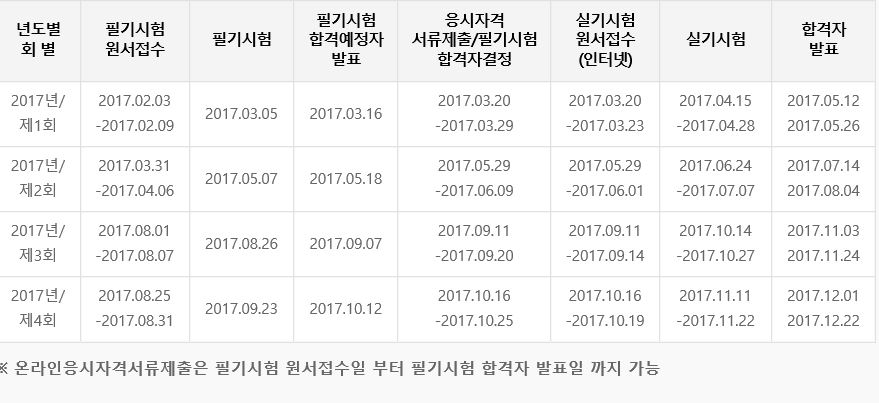 년도별 회 별 | 필기시험 원서접수 | 필기시험 | 필기시험 합격예정자 발표 | 응시자격 서류제출/필기시험 합격자결정 | 실기시험 원서접수 (인터넷) | 실기시험 | 합격자 발표
2017년/ 제1회 | 2017.02.03 -2017.02.09 | 2017.03.05 | 2017.03.16 | 2017.03.20 -2017.03.29 | 2017.03.20 -2017.03.23 | 2017.04.15 -2017.04.28 | 2017.05.12 2017.05.26
2017년/ 제2회 | 2017.03.31 -2017.04.06 | 2017.05.07 | 2017.05.18 | 2017.05.29 -2017.06.09 | 2017.05.29 -2017.06.01 | 2017.06.24 -2017.07.07 | 2017.07.14 2017.08.04
2017년/ 제3회 | 2017.08.01 -2017.08.07 | 2017.08.26 | 2017.09.07 | 2017.09.11 -2017.09.20 | 2017.09.11 -2017.09.14 | 2017.10.14 -2017.10.27 | 2017.11.03 2017.11.24
2017년/ 제4회 | 2017.08.25 -2017.08.31 | 2017.09.23 | 2017.10.12 | 2017.10.16 -2017.10.25 | 2017.10.16 -2017.10.19 | 2017.11.11 -2017.11.22 | 2017.12.01 2017.12.22
※ 온라인응시자격서류제출은 필기시험 원서접수일 부터 필기시험 합격자 발표일 까지 가능